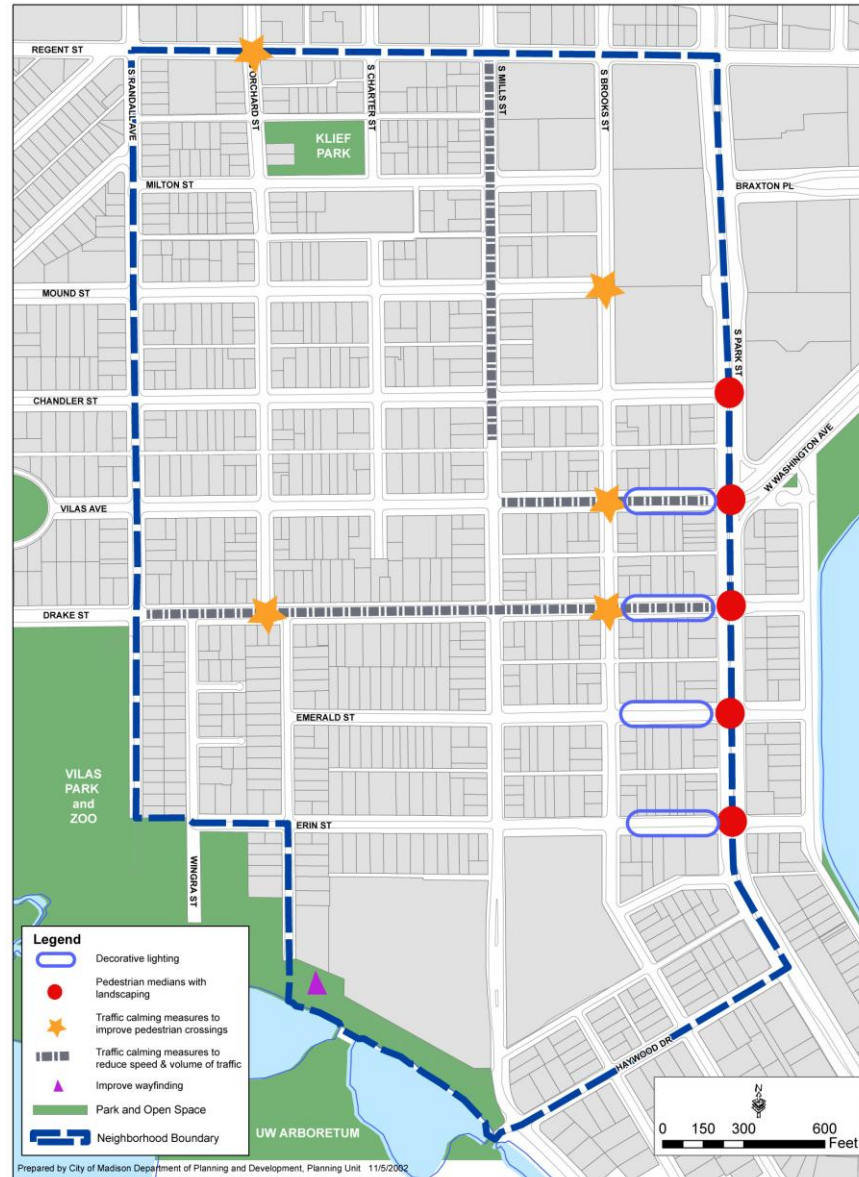 REGENT ST
S RANDALL AVE
S ORCHARD ST
S CHARTER ST
S MILLS ST
S BROOKS ST
KLIEF
PARK
MILTON ST
BRAXTON PL
MOUND ST
S PARK ST
CHANDLER ST
W WASHINGTON AVE
VILAS AVE
DRAKE ST
EMERALD ST
VILAS
PARK
and
ZOO
ERIN ST
WINGRA ST
HAYWOOD DR
UW ARBORETUM
Legend
Decorative lighting
Pedestrian medians with
landscaping
Traffic calming measures to
improve pedestrian crossings
Traffic calming measures to
reduce speed & volume of traffic
Improve wayfinding
Park and Open Space
Neighborhood Boundary
N
0 150 300 600
Feet
Prepared by City of Madison Department of Planning and Development, Planning Unit 11/5/2002